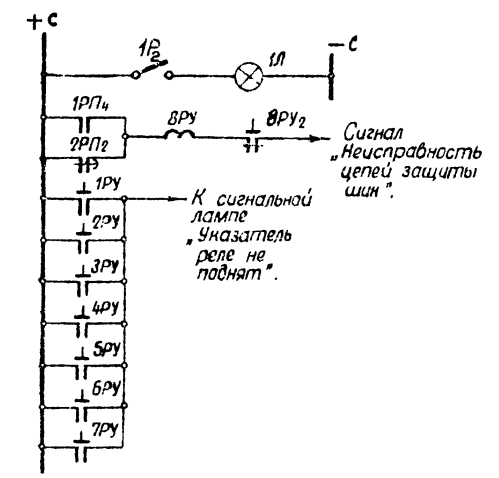 + С
1Р₂
1Л
– С
1РП₄
8РУ
8РУ₂
Сигнал
„Неисправность
цепей защиты
шин".
2РП₂
1РУ
К сигнальной
лампе
„Указатель
реле не
поднят".
2РУ
3РУ
4РУ
5РУ
6РУ
7РУ